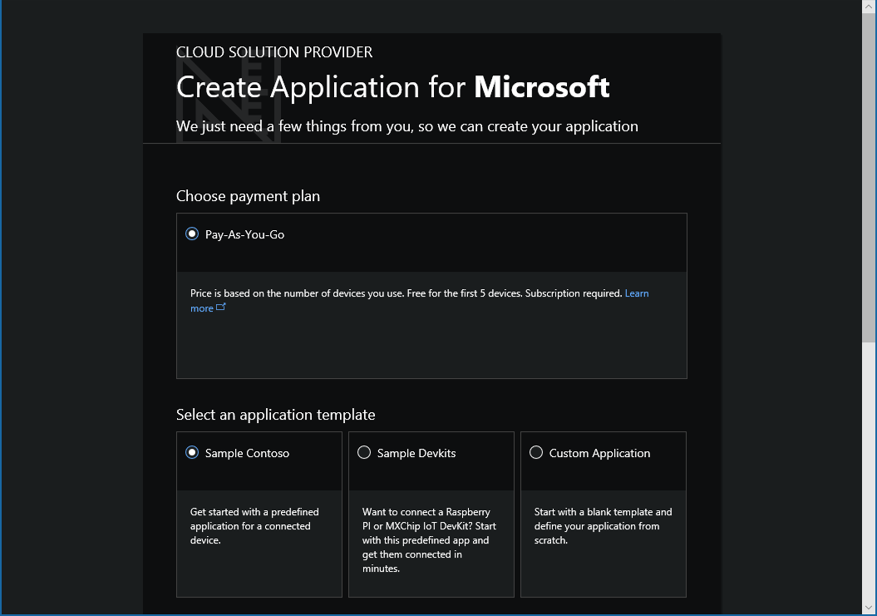 CLOUD SOLUTION PROVIDER
Create Application for Microsoft
We just need a few things from you, so we can create your application
Choose payment plan
Pay-As-You-Go
Price is based on the number of devices you use. Free for the first 5 devices. Subscription required. Learn
more
Select an application template
Sample Contoso
Get started with a predefined
application for a connected
device.
Sample Devkits
Want to connect a Raspberry
PI or MXChip IoT DevKit? Start
with this predefined app and
get them connected in
minutes.
Custom Application
Start with a blank template and
define your application from
scratch.